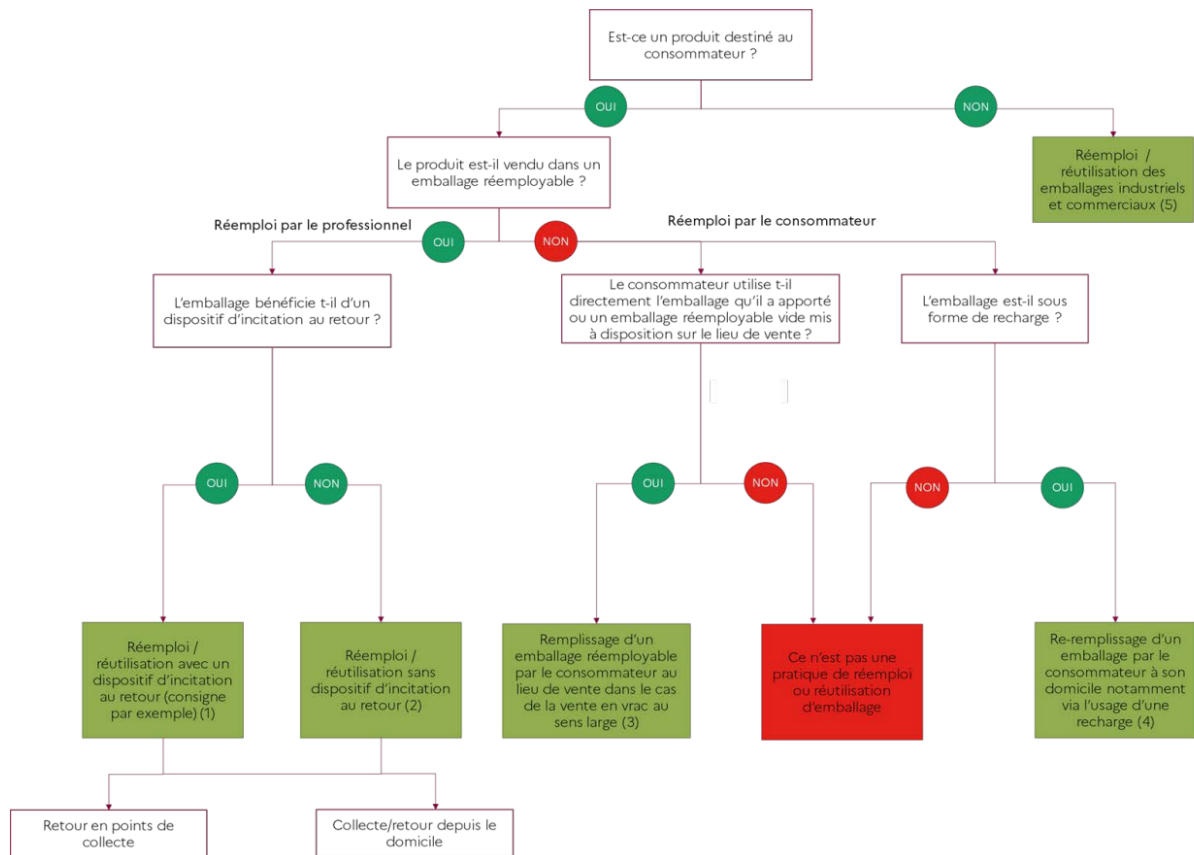 Est-ce un produit destiné au
consommateur ?
OUI
NON
Le produit est-il vendu dans un
emballage réemployable ?
Réemploi /
réutilisation des
emballages industriels
et commerciaux (5)
Réemploi par le professionnel
OUI
NON
Réemploi par le consommateur
L'emballage bénéficie t-il d'un
dispositif d'incitation au retour ?
Le consommateur utilise t-il
directement l'emballage qu'il a apporté
ou un emballage réemployable vide mis
à disposition sur le lieu de vente ?
L'emballage est-il sous
forme de recharge ?
OUI
NON
OUI
NON
NON
OUI
Réemploi /
réutilisation avec un
dispositif d'incitation
au retour (consigne
par exemple) (1)
Réemploi /
réutilisation sans
dispositif d'incitation
au retour (2)
Remplissage d'un
emballage réemployable
par le consommateur au
lieu de vente dans le cas
de la vente en vrac au
sens large (3)
Ce n'est pas une
pratique de réemploi
ou réutilisation
d'emballage
Re-remplissage d'un
emballage par le
consommateur à son
domicile notamment
via l'usage d'une
recharge (4)
Retour en points de
collecte
Collecte/retour depuis le
domicile